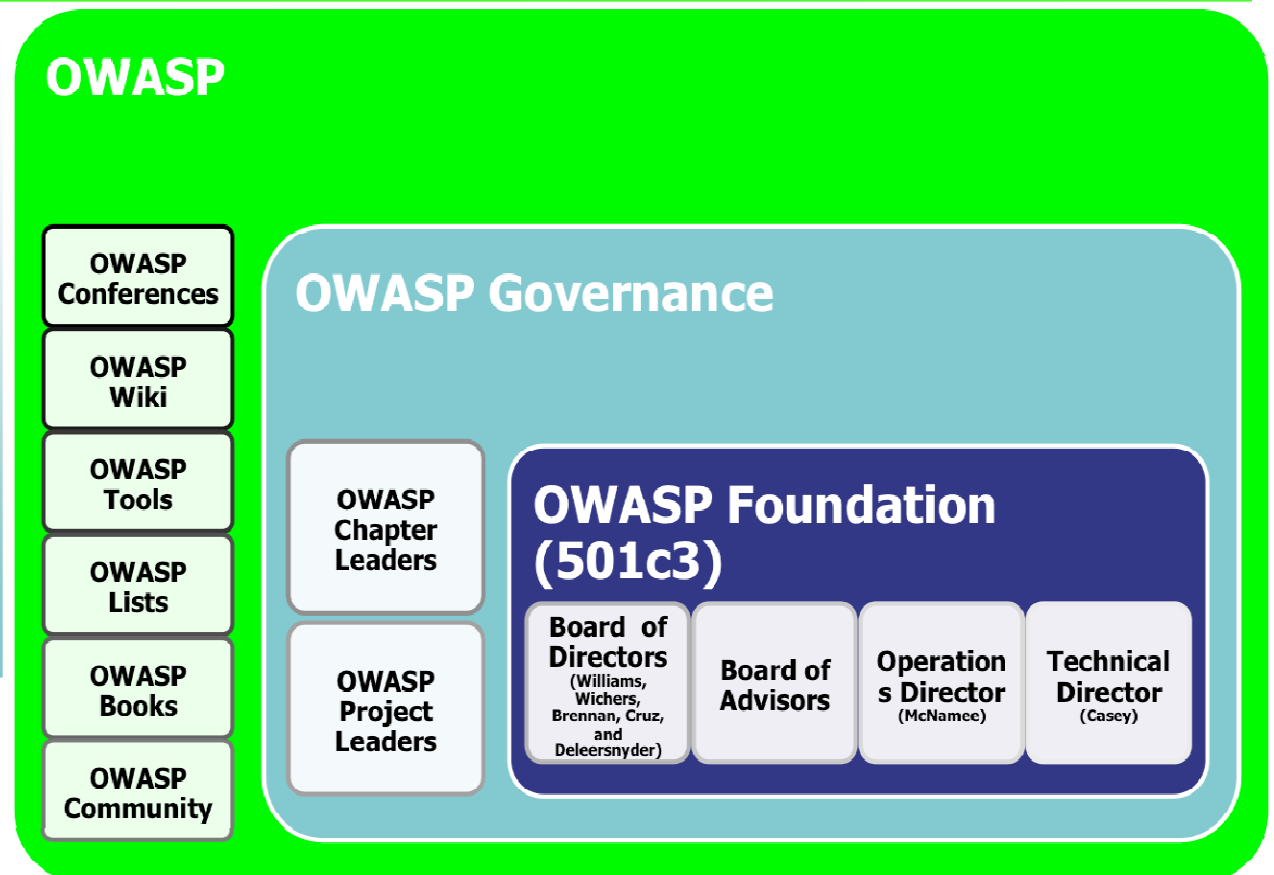 OWASP
OWASP
Conferences
OWASP
Wiki
OWASP
Tools
OWASP
Lists
OWASP
Books
OWASP
Community
OWASP Governance
OWASP
Chapter
Leaders
OWASP
Project
Leaders
OWASP Foundation
(501c3)
Board of
Directors
(Williams,
Wichers,
Brennan, Cruz,
and
Deleersnyder)
Board of
Advisors
Operation
s Director
(McNamee)
Technical
Director
(Casey)